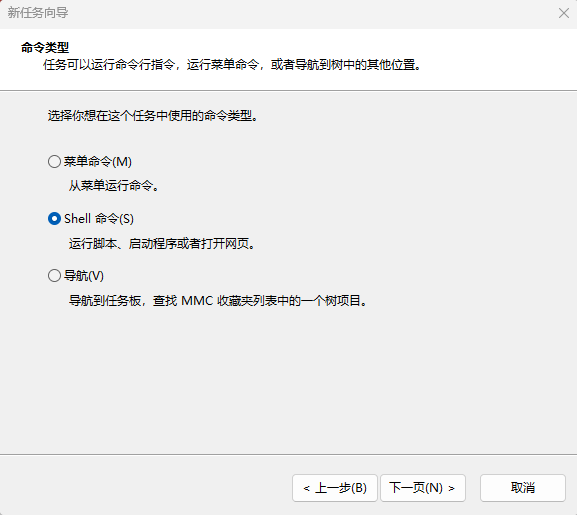 新任务向导
命令类型
任务可以运行命令行指令，运行菜单命令，或者导航到树中的其他位置。
选择你想在这个任务中使用的命令类型。
菜单命令(M)
从菜单运行命令。
Shell 命令(S)
运行脚本、启动程序或者打开网页。
导航(V)
导航到任务板，查找 MMC 收藏夹列表中的一个树项目。
< 上一步(B) 下一页(N) > 取消